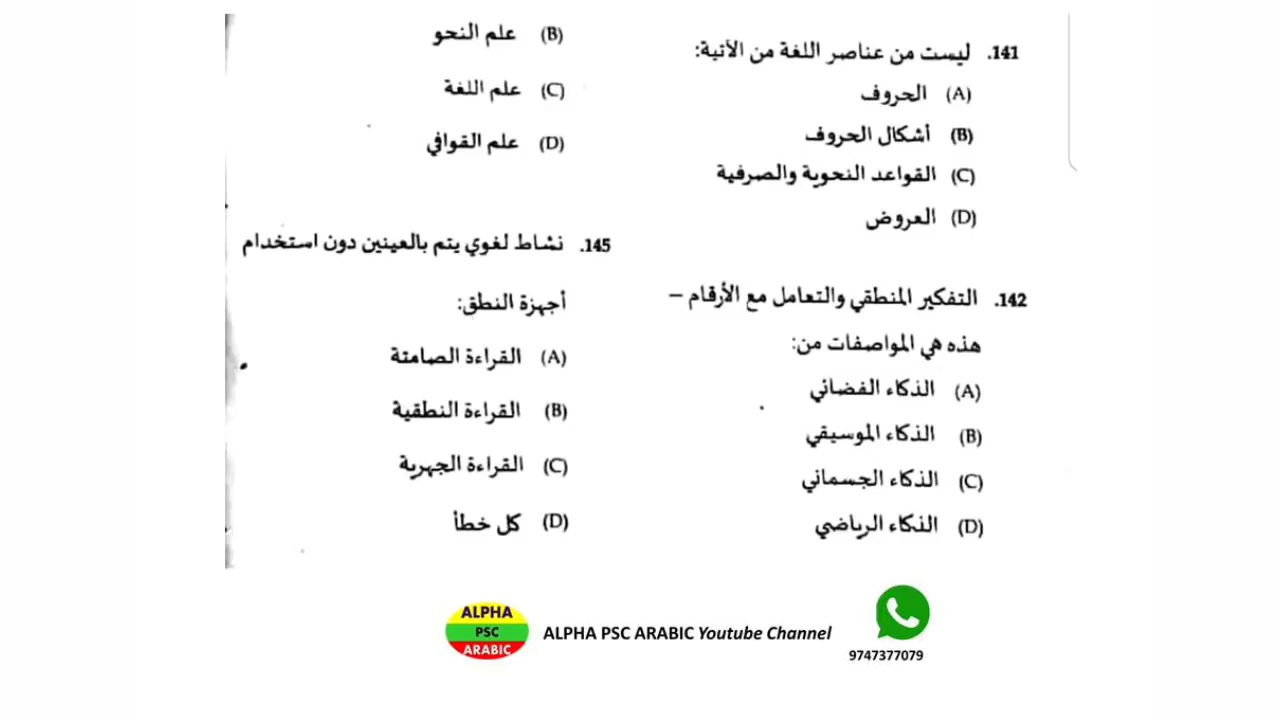 141. ليست من عناصر اللغة من الآتية:
(A) الحروف
(B) أشكال الحروف
(C) القواعد النحوية والصرفية
(D) العروض
142. التفكير المنطقي والتعامل مع الأرقام –
هذه هي المواصفات من:
(A) الذكاء الفضائي
(B) الذكاء الموسيقي
(C) الذكاء الجسماني
(D) الذكاء الرياضي
(B) علم النحو
(C) علم اللغة
(D) علم القوافي
145. نشاط لغوي يتم بالعينين دون استخدام
أجهزة النطق:
(A) القراءة الصامتة
(B) القراءة النطقية
(C) القراءة الجهرية
(D) كل خطأ
ALPHA
PSC
ARABIC
ALPHA PSC ARABIC Youtube Channel
9747377079